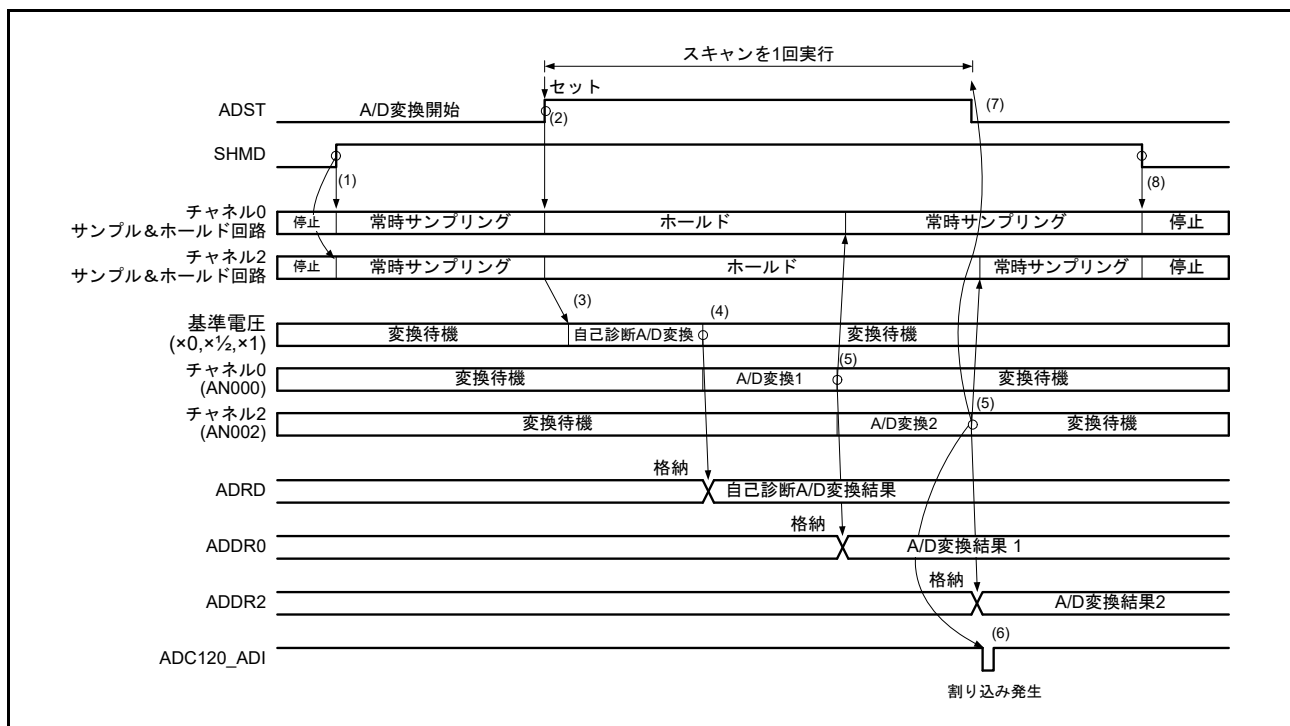 スキャンを1回実行
セット
ADST
A/D変換開始
(2)
(7)
SHMD
(1)
(8)
チャネル0
サンプル&ホールド回路
停止
常時サンプリング
ホールド
常時サンプリング
停止
チャネル2
サンプル&ホールド回路
停止
常時サンプリング
ホールド
常時サンプリング
停止
(3)
(4)
基準電圧
(×0,×½,×1)
変換待機
自己診断A/D変換
変換待機
(5)
チャネル0
(AN000)
変換待機
A/D変換1
変換待機
(5)
チャネル2
(AN002)
変換待機
A/D変換2
変換待機
格納
ADRD
自己診断A/D変換結果
格納
ADDR0
A/D変換結果 1
格納
ADDR2
A/D変換結果2
(6)
ADC120_ADI
割り込み発生